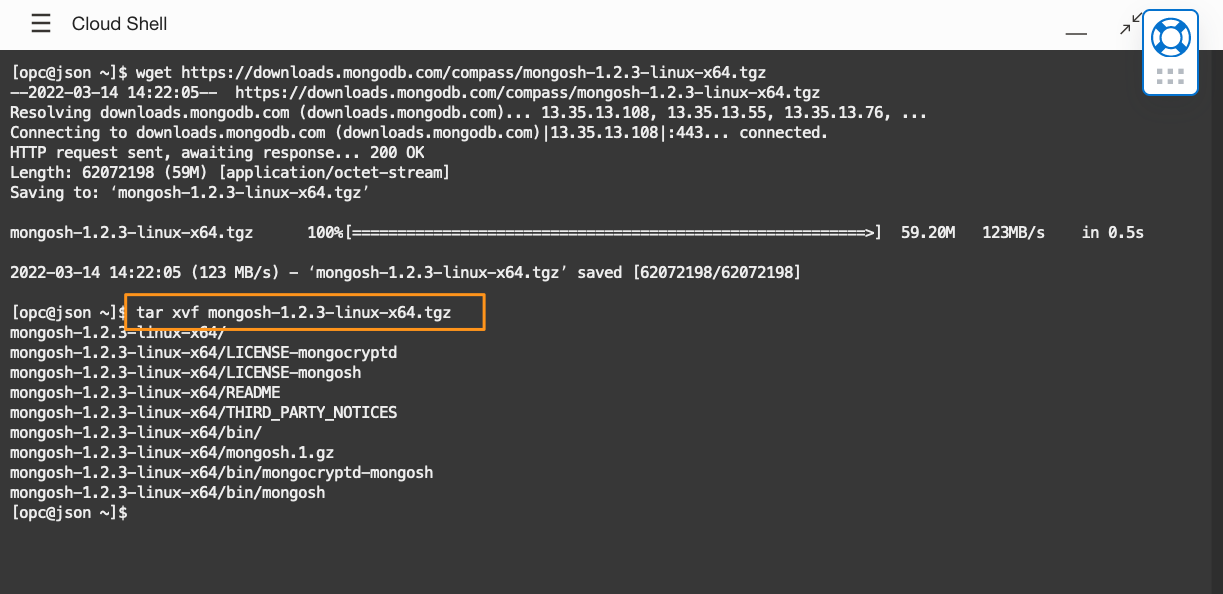 Cloud Shell
[opc@json ~]$ wget https://downloads.mongodb.com/compass/mongosh-1.2.3-linux-x64.tgz
--2022-03-14 14:22:05--  https://downloads.mongodb.com/compass/mongosh-1.2.3-linux-x64.tgz
Resolving downloads.mongodb.com (downloads.mongodb.com)... 13.35.13.108, 13.35.13.55, 13.35.13.76, ...
Connecting to downloads.mongodb.com (downloads.mongodb.com)|13.35.13.108|:443... connected.
HTTP request sent, awaiting response... 200 OK
Length: 62072198 (59M) [application/octet-stream]
Saving to: ‘mongosh-1.2.3-linux-x64.tgz’
mongosh-1.2.3-linux-x64.tgz      100%[=========================================================>]  59.20M   123MB/s    in 0.5s
2022-03-14 14:22:05 (123 MB/s) - ‘mongosh-1.2.3-linux-x64.tgz’ saved [62072198/62072198]
[opc@json ~]$ tar xvf mongosh-1.2.3-linux-x64.tgz
mongosh-1.2.3-linux-x64/
mongosh-1.2.3-linux-x64/LICENSE-mongocryptd
mongosh-1.2.3-linux-x64/LICENSE-mongosh
mongosh-1.2.3-linux-x64/README
mongosh-1.2.3-linux-x64/THIRD_PARTY_NOTICES
mongosh-1.2.3-linux-x64/bin/
mongosh-1.2.3-linux-x64/mongosh.1.gz
mongosh-1.2.3-linux-x64/bin/mongocryptd-mongosh
mongosh-1.2.3-linux-x64/bin/mongosh
[opc@json ~]$